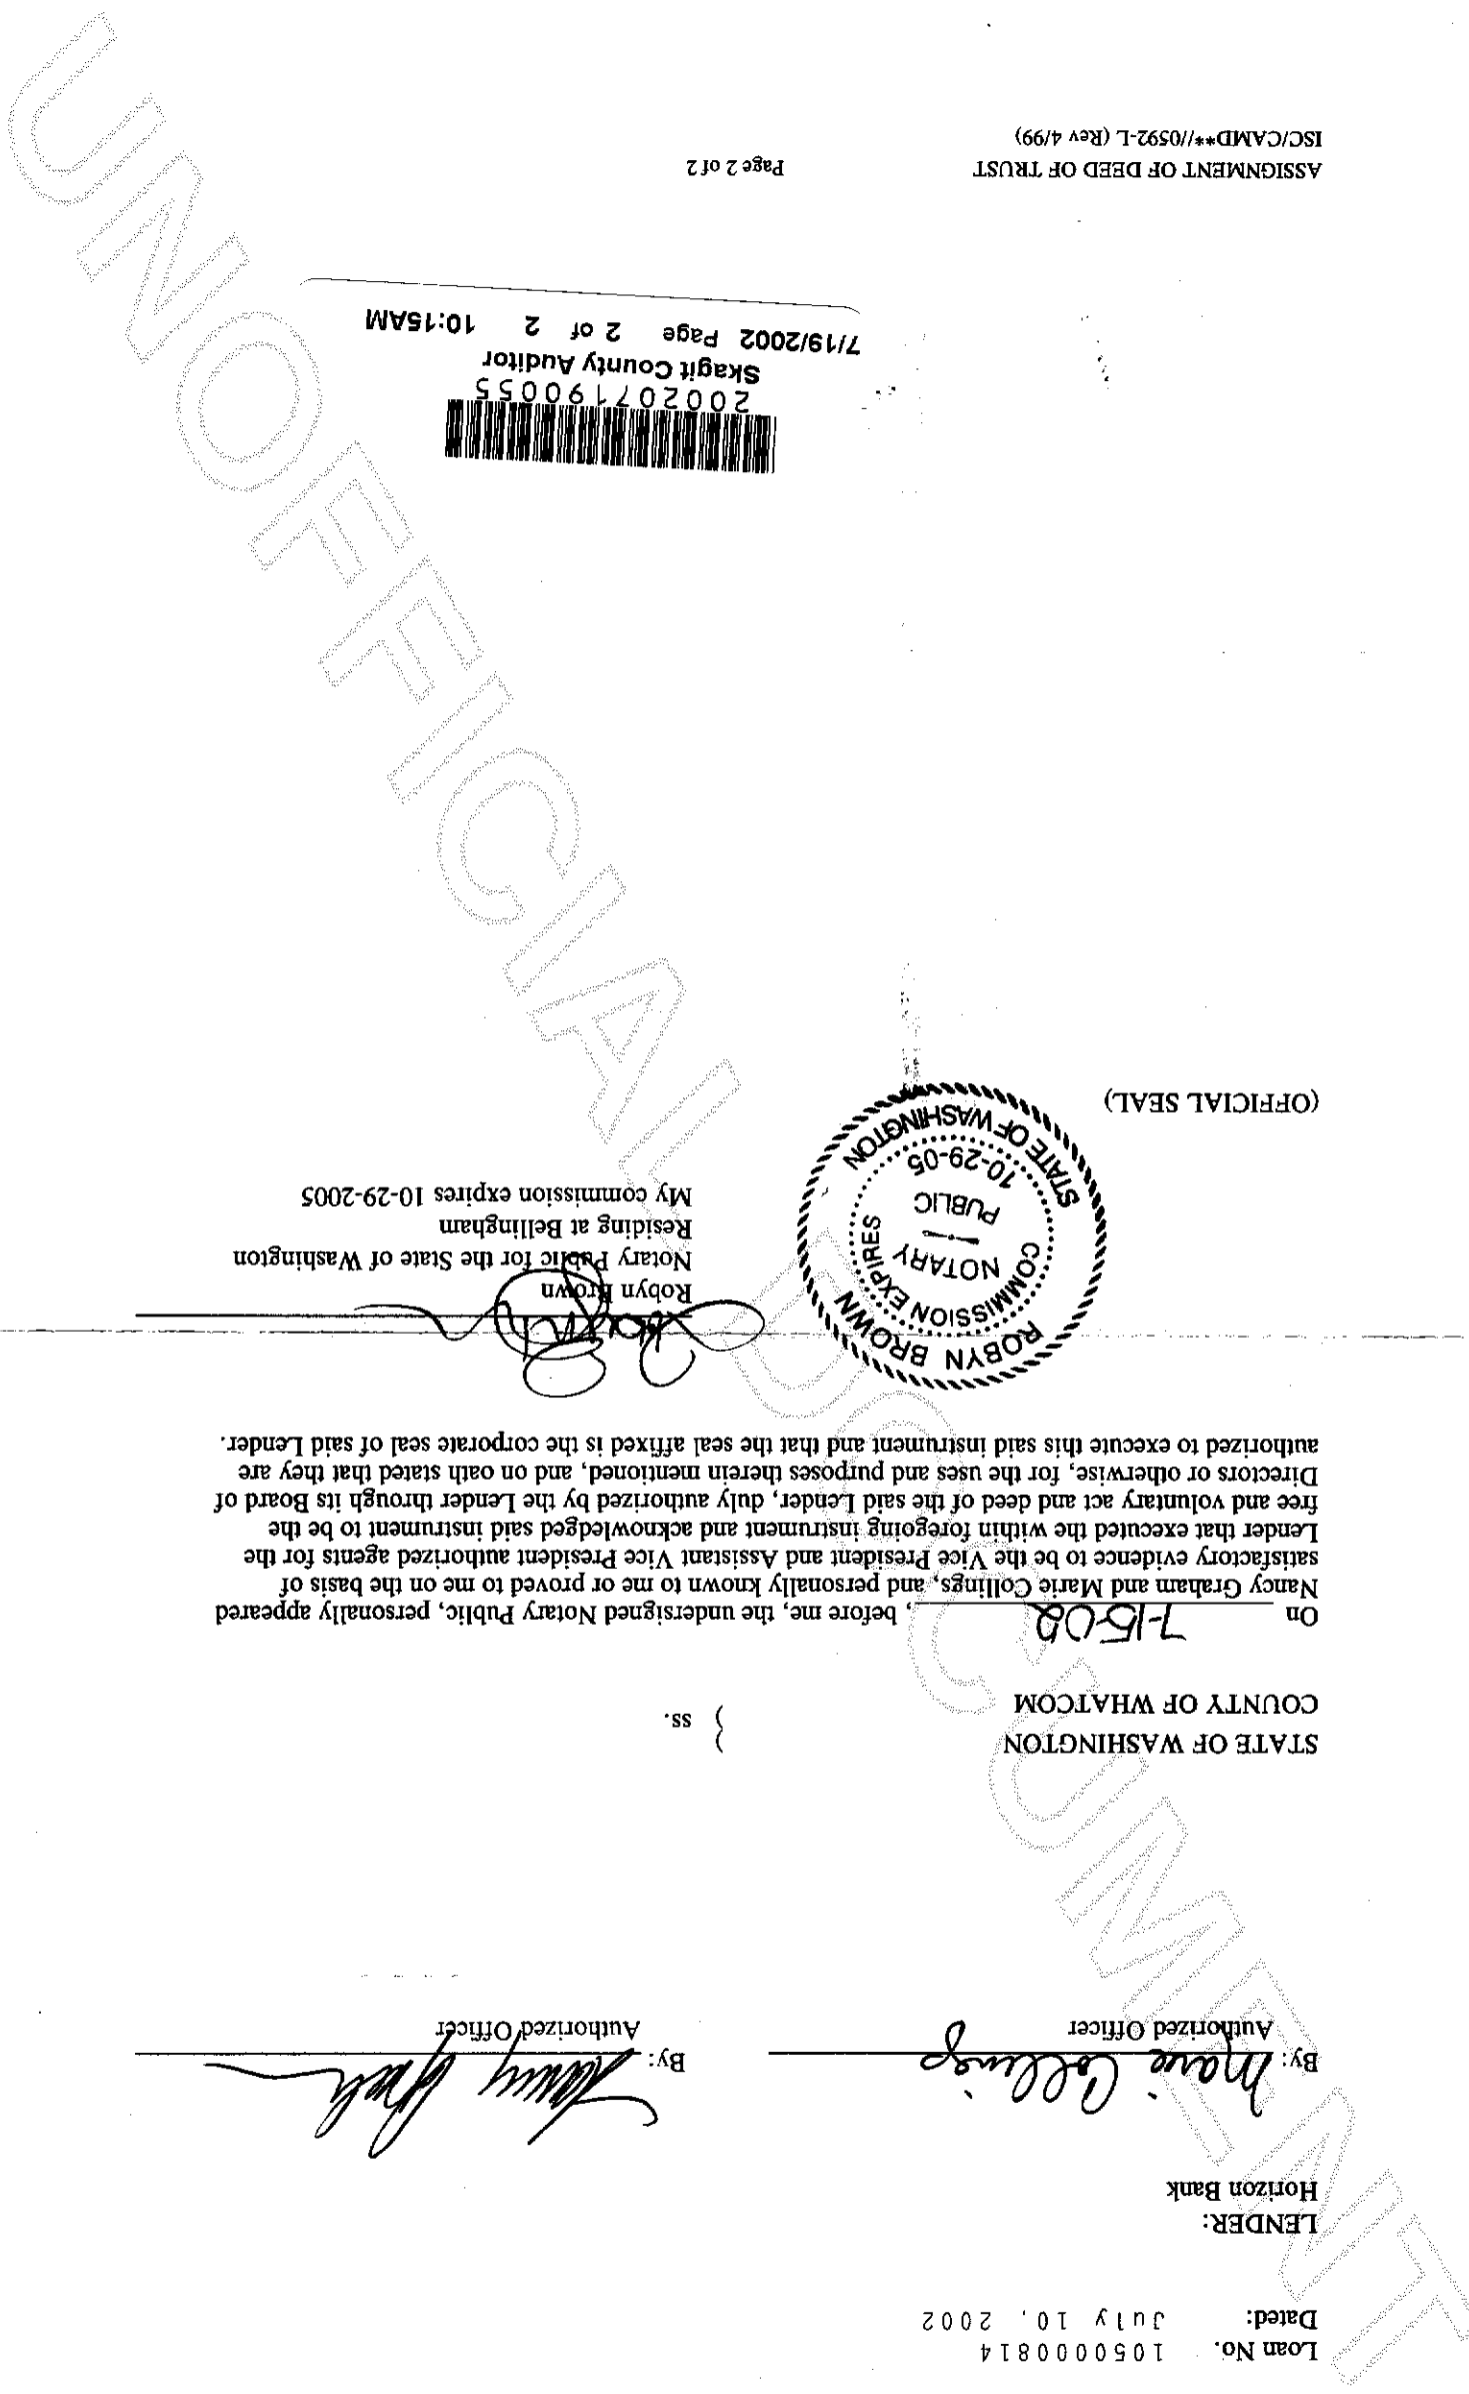 Loan No. 1050000814
Dated: July 10, 2002
LENDER:
Horizon Bank
By: Marie Collings
Authorized Officer
By: Nancy Graham
Authorized Officer
STATE OF WASHINGTON
COUNTY OF WHATCOM
} ss.
On 7-15-02, before me, the undersigned Notary Public, personally appeared
Nancy Graham and Marie Collings, and personally known to me or proved to me on the basis of
satisfactory evidence to be the Vice President and Assistant Vice President authorized agents for the
Lender that executed the within foregoing instrument and acknowledged said instrument to be the
free and voluntary act and deed of the said Lender, duly authorized by the Lender through its Board of
Directors or otherwise, for the uses and purposes therein mentioned, and on oath stated that they are
authorized to execute this said instrument and that the seal affixed is the corporate seal of said Lender.
ROBYN BROWN
COMMISSION EXPIRES
NOTARY
PUBLIC
10-29-05
STATE OF WASHINGTON
Robyn Brown
Notary Public for the State of Washington
Residing at Bellingham
My commission expires 10-29-2005
(OFFICIAL SEAL)
200207190055
Skagit County Auditor
7/19/2002 Page 2 of 2 10:15AM
ASSIGNMENT OF DEED OF TRUST
ISC/CAMD**//0592-L (Rev 4/99)
Page 2 of 2
UNOFFICIAL DOCUMENT